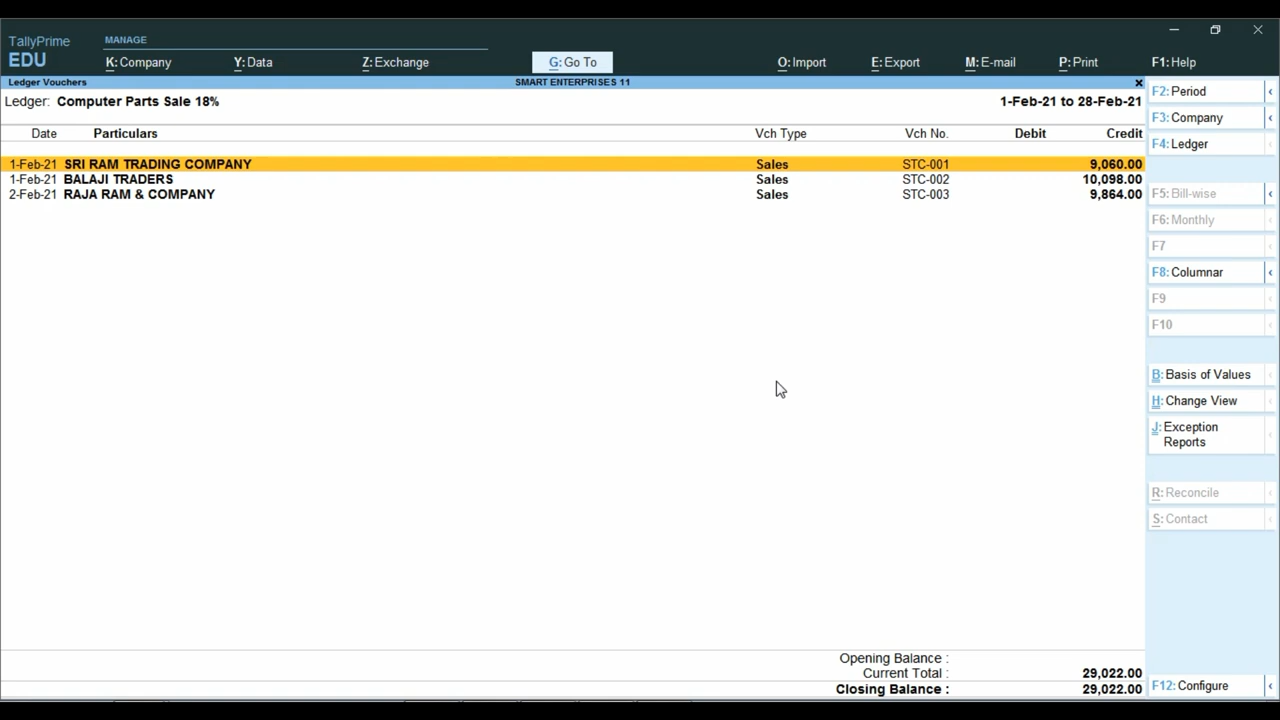 TallyPrime
EDU
MANAGE
K: Company Y: Data Z: Exchange G: Go To O: Import E: Export M: E-mail P: Print F1: Help
Ledger Vouchers SMART ENTERPRISES 11 ×
Ledger: Computer Parts Sale 18% 1-Feb-21 to 28-Feb-21
Date Particulars Vch Type Vch No. Debit Credit
1-Feb-21 SRI RAM TRADING COMPANY Sales STC-001 9,060.00
1-Feb-21 BALAJI TRADERS Sales STC-002 10,098.00
2-Feb-21 RAJA RAM & COMPANY Sales STC-003 9,864.00
Opening Balance :
Current Total : 29,022.00
Closing Balance : 29,022.00
F2: Period
F3: Company
F4: Ledger
F5: Bill-wise
F6: Monthly
F7
F8: Columnar
F9
F10
B: Basis of Values
H: Change View
J: Exception
Reports
R: Reconcile
S: Contact
F12: Configure